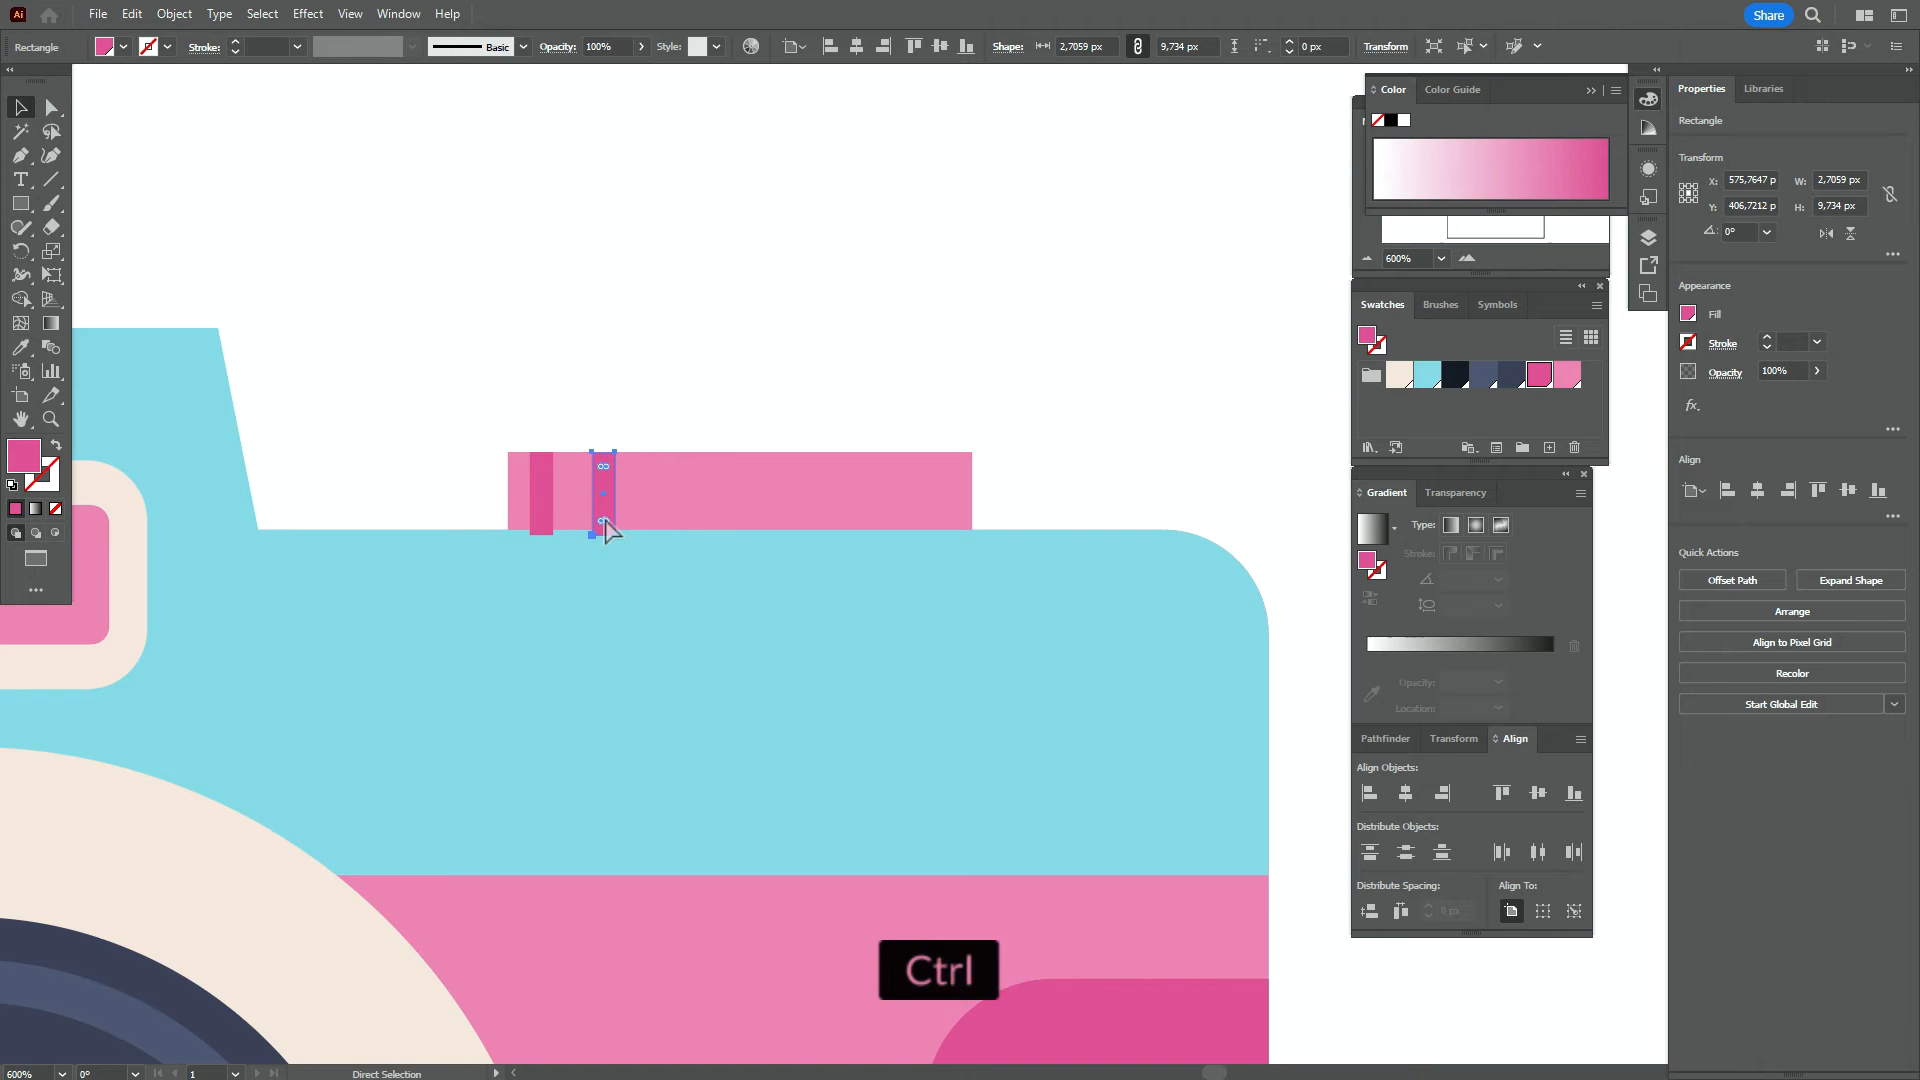 Ai File Edit Object Type Select Effect View Window Help Share
Rectangle Stroke: Basic Opacity: 100% Style: Shape: 2,7059 px 9,734 px 0 px Transform
Color Color Guide
600%
Swatches Brushes Symbols
Gradient Transparency
Type:
Stroke:
Opacity:
Location:
Pathfinder Transform Align
Align Objects:
Distribute Objects:
Distribute Spacing: Align To:
0 px
Properties Libraries
Rectangle
Transform
X: 575,7647 p W: 2,7059 px
Y: 406,7212 p H: 9,734 px
0°
Appearance
Fill
Stroke
Opacity 100%
fx.
Align
Quick Actions
Offset Path Expand Shape
Arrange
Align to Pixel Grid
Recolor
Start Global Edit
Ctrl
600% 0° 1 Direct Selection